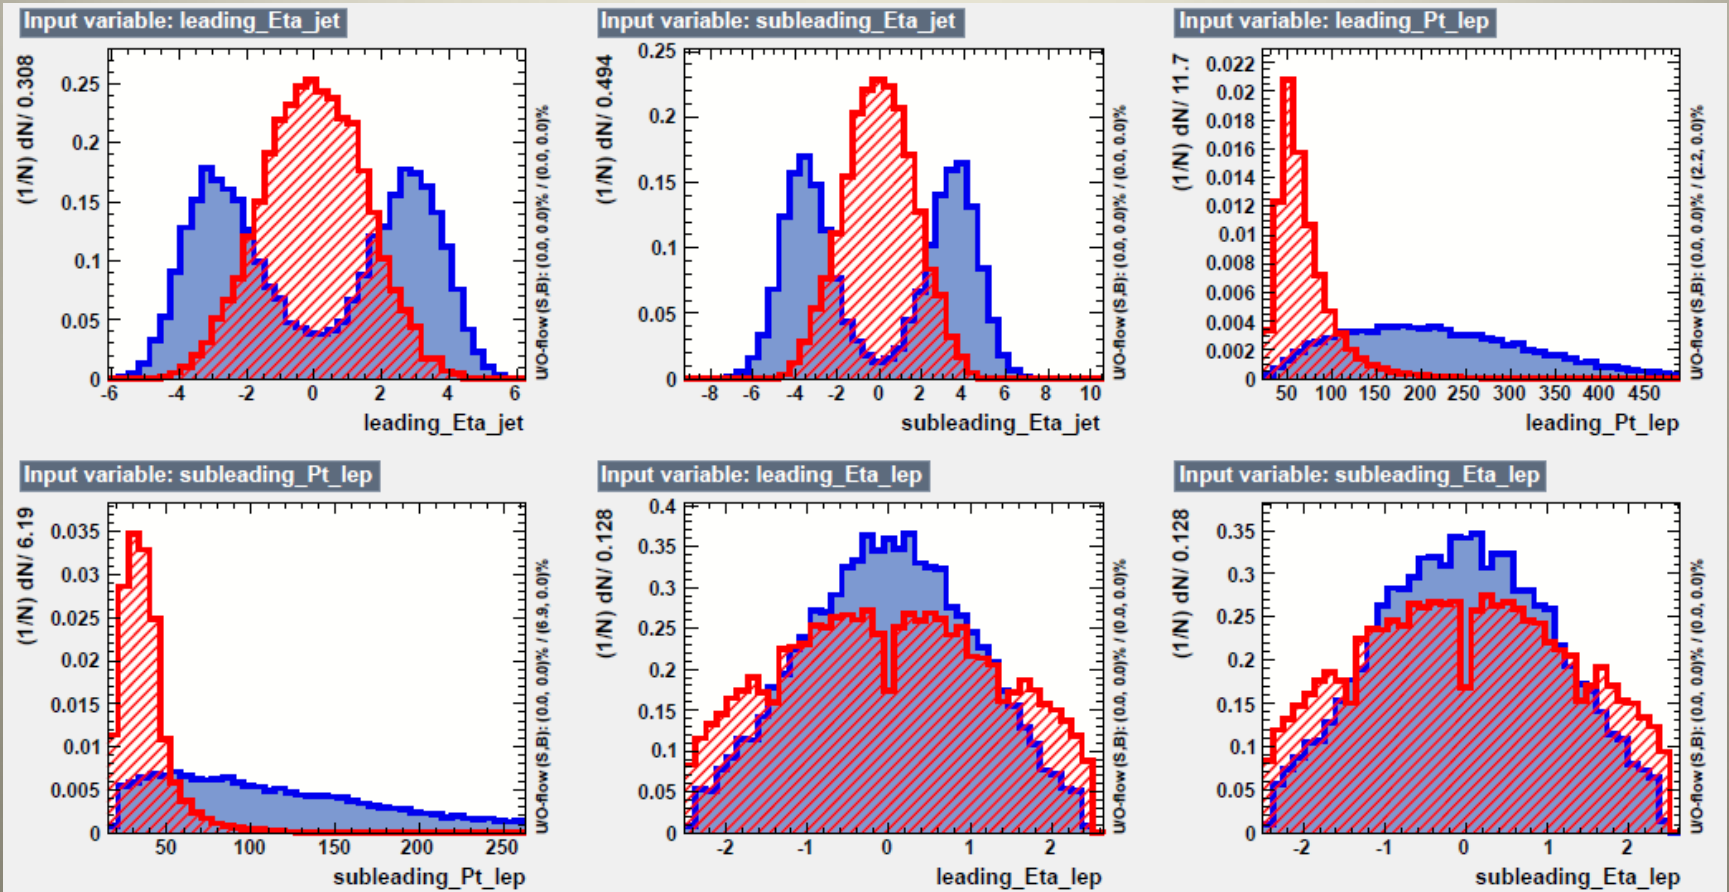 Input variable: leading_Eta_jet
(1/N) dN/ 0.308
0.25
0.2
0.15
0.1
0.05
0
-6 -4 -2 0 2 4 6
leading_Eta_jet
U/O-flow (S,B): (0.0, 0.0)% / (0.0, 0.0)%
Input variable: subleading_Eta_jet
(1/N) dN/ 0.494
0.25
0.2
0.15
0.1
0.05
0
-8 -6 -4 -2 0 2 4 6 8 10
subleading_Eta_jet
U/O-flow (S,B): (0.0, 0.0)% / (0.0, 0.0)%
Input variable: leading_Pt_lep
(1/N) dN/ 11.7
0.022
0.02
0.018
0.016
0.014
0.012
0.01
0.008
0.006
0.004
0.002
0
50 100 150 200 250 300 350 400 450
leading_Pt_lep
U/O-flow (S,B): (0.0, 0.0)% / (2.2, 0.0)%
Input variable: subleading_Pt_lep
(1/N) dN/ 6.19
0.035
0.03
0.025
0.02
0.015
0.01
0.005
0
50 100 150 200 250
subleading_Pt_lep
U/O-flow (S,B): (0.0, 0.0)% / (6.9, 0.0)%
Input variable: leading_Eta_lep
(1/N) dN/ 0.128
0.4
0.35
0.3
0.25
0.2
0.15
0.1
0.05
0
-2 -1 0 1 2
leading_Eta_lep
U/O-flow (S,B): (0.0, 0.0)% / (0.0, 0.0)%
Input variable: subleading_Eta_lep
(1/N) dN/ 0.128
0.35
0.3
0.25
0.2
0.15
0.1
0.05
0
-2 -1 0 1 2
subleading_Eta_lep
U/O-flow (S,B): (0.0, 0.0)% / (0.0, 0.0)%